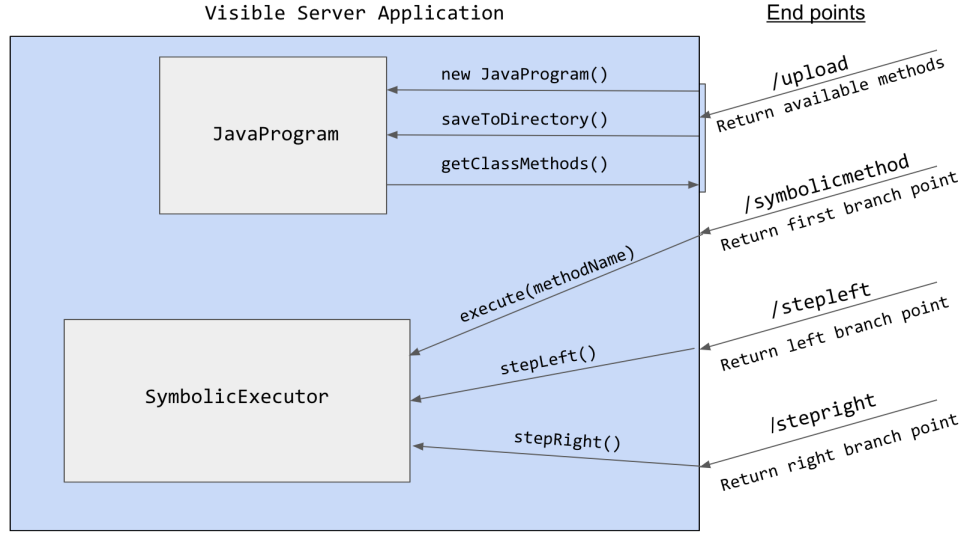 Visible Server Application
End points
new JavaProgram()
saveToDirectory()
getClassMethods()
JavaProgram
/upload
Return available methods
/symbolicmethod
Return first branch point
execute(methodName)
/stepleft
Return left branch point
stepLeft()
SymbolicExecutor
/stepright
Return right branch point
stepRight()